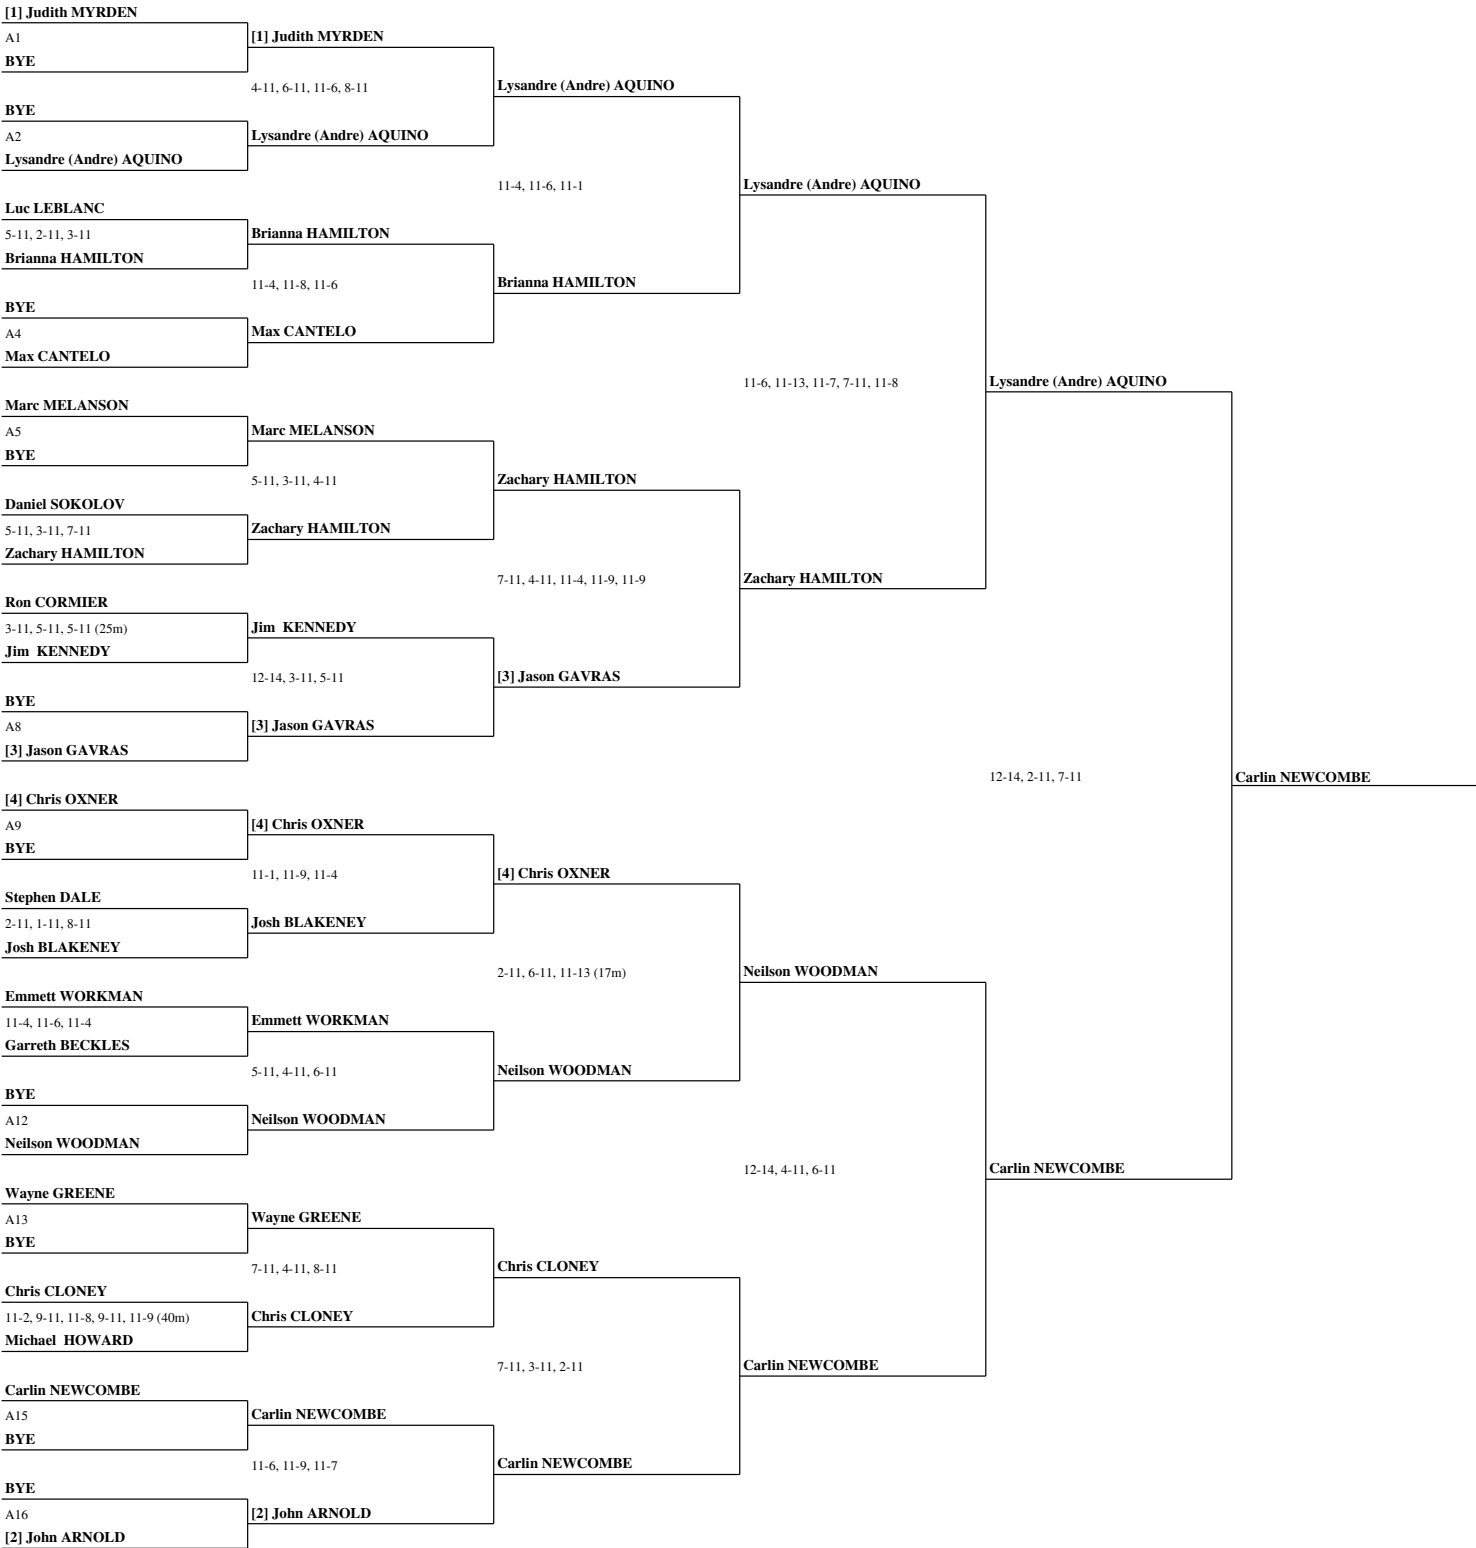 [1] Judith MYRDEN
A1
BYE
BYE
A2
Lysandre (Andre) AQUINO
Luc LEBLANC
5-11, 2-11, 3-11
Brianna HAMILTON
BYE
A4
Max CANTELO
Marc MELANSON
A5
BYE
Daniel SOKOLOV
5-11, 3-11, 7-11
Zachary HAMILTON
Ron CORMIER
3-11, 5-11, 5-11 (25m)
Jim  KENNEDY
BYE
A8
[3] Jason GAVRAS
[4] Chris OXNER
A9
BYE
Stephen DALE
2-11, 1-11, 8-11
Josh BLAKENEY
Emmett WORKMAN
11-4, 11-6, 11-4
Garreth BECKLES
BYE
A12
Neilson WOODMAN
Wayne GREENE
A13
BYE
Chris CLONEY
11-2, 9-11, 11-8, 9-11, 11-9 (40m)
Michael  HOWARD
Carlin NEWCOMBE
A15
BYE
BYE
A16
[2] John ARNOLD
[1] Judith MYRDEN
4-11, 6-11, 11-6, 8-11
Lysandre (Andre) AQUINO
Brianna HAMILTON
11-4, 11-8, 11-6
Max CANTELO
Marc MELANSON
5-11, 3-11, 4-11
Zachary HAMILTON
Jim  KENNEDY
12-14, 3-11, 5-11
[3] Jason GAVRAS
[4] Chris OXNER
11-1, 11-9, 11-4
Josh BLAKENEY
Emmett WORKMAN
5-11, 4-11, 6-11
Neilson WOODMAN
Wayne GREENE
7-11, 4-11, 8-11
Chris CLONEY
Carlin NEWCOMBE
11-6, 11-9, 11-7
[2] John ARNOLD
Lysandre (Andre) AQUINO
11-4, 11-6, 11-1
Brianna HAMILTON
Zachary HAMILTON
7-11, 4-11, 11-4, 11-9, 11-9
[3] Jason GAVRAS
[4] Chris OXNER
2-11, 6-11, 11-13 (17m)
Neilson WOODMAN
Chris CLONEY
7-11, 3-11, 2-11
Carlin NEWCOMBE
Lysandre (Andre) AQUINO
11-6, 11-13, 11-7, 7-11, 11-8
Zachary HAMILTON
Neilson WOODMAN
12-14, 4-11, 6-11
Carlin NEWCOMBE
Lysandre (Andre) AQUINO
12-14, 2-11, 7-11
Carlin NEWCOMBE
Carlin NEWCOMBE